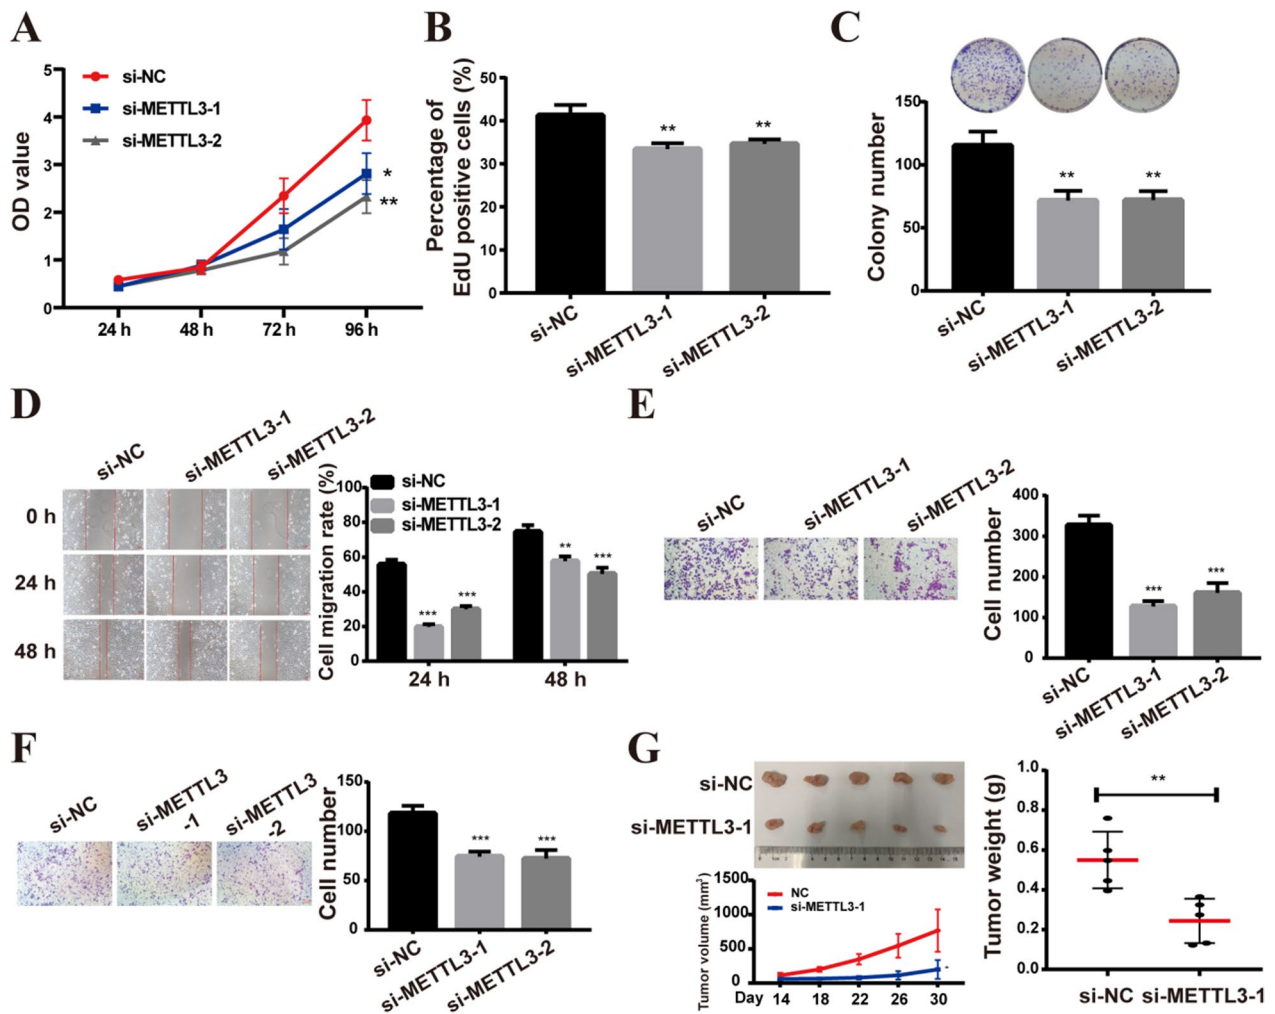 A
OD value
5
4
3
2
1
0
si-NC
si-METTL3-1
si-METTL3-2
*
**
24 h 48 h 72 h 96 h
B
Percentage of
EdU positive cells (%)
50
40
30
20
10
0
** **
si-NC si-METTL3-1 si-METTL3-2
C
Colony number
150
100
50
0
** **
si-NC si-METTL3-1 si-METTL3-2
D
si-NC si-METTL3-1 si-METTL3-2
0 h
24 h
48 h
Cell migration rate (%)
100
80
60
40
20
0
si-NC
si-METTL3-1
si-METTL3-2
*** *** ** ***
24 h 48 h
E
si-NC si-METTL3-1 si-METTL3-2
Cell number
400
300
200
100
0
*** ***
si-NC si-METTL3-1 si-METTL3-2
F
si-NC si-METTL3
-1 si-METTL3
-2
Cell number
150
100
50
0
*** ***
si-NC si-METTL3-1 si-METTL3-2
G
si-NC
si-METTL3-1
Tumor volume (mm³)
1500
1000
500
0
NC
si-METTL3-1
Day 14 18 22 26 30
Tumor weight (g)
1.0
0.8
0.6
0.4
0.2
0.0
**
si-NC si-METTL3-1